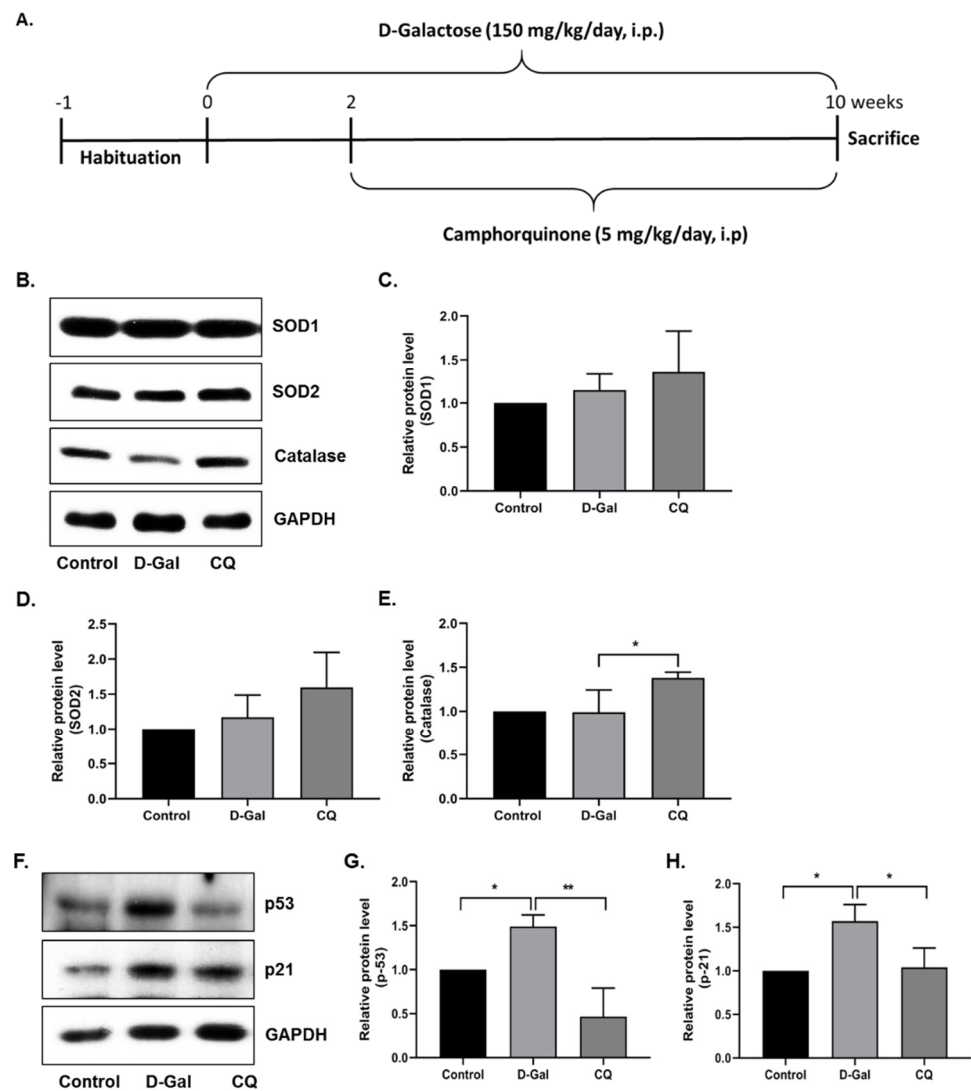 A.
D-Galactose (150 mg/kg/day, i.p.)
-1 0 2 10 weeks
Habituation
Sacrifice
Camphorquinone (5 mg/kg/day, i.p)
B.
SOD1
SOD2
Catalase
GAPDH
Control D-Gal CQ
C.
Relative protein level
(SOD1)
2.0
1.5
1.0
0.5
0.0
Control D-Gal CQ
D.
Relative protein level
(SOD2)
2.5
2.0
1.5
1.0
0.5
0.0
Control D-Gal CQ
E.
Relative protein level
(Catalase)
2.0
1.5
1.0
0.5
0.0
*
Control D-Gal CQ
F.
p53
p21
GAPDH
Control D-Gal CQ
G.
Relative protein level
(p-53)
2.0
1.5
1.0
0.5
0.0
* **
Control D-Gal CQ
H.
Relative protein level
(p-21)
2.0
1.5
1.0
0.5
0.0
* *
Control D-Gal CQ